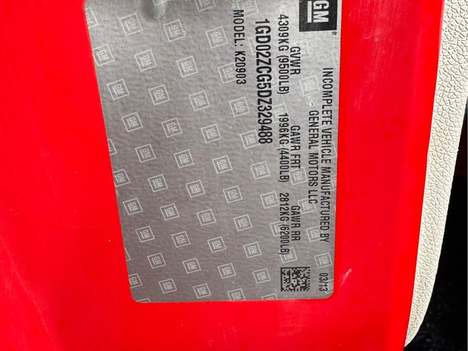 GM
INCOMPLETE VEHICLE MANUFACTURED BY 03/13
GENERAL MOTORS LLC
GVWR GAWR FRT GAWR RR
4309KG (9500LB) 1996KG (4400LB) 2812KG (6200LB)
1GD02ZCG5DZ329488
MODEL: K20903